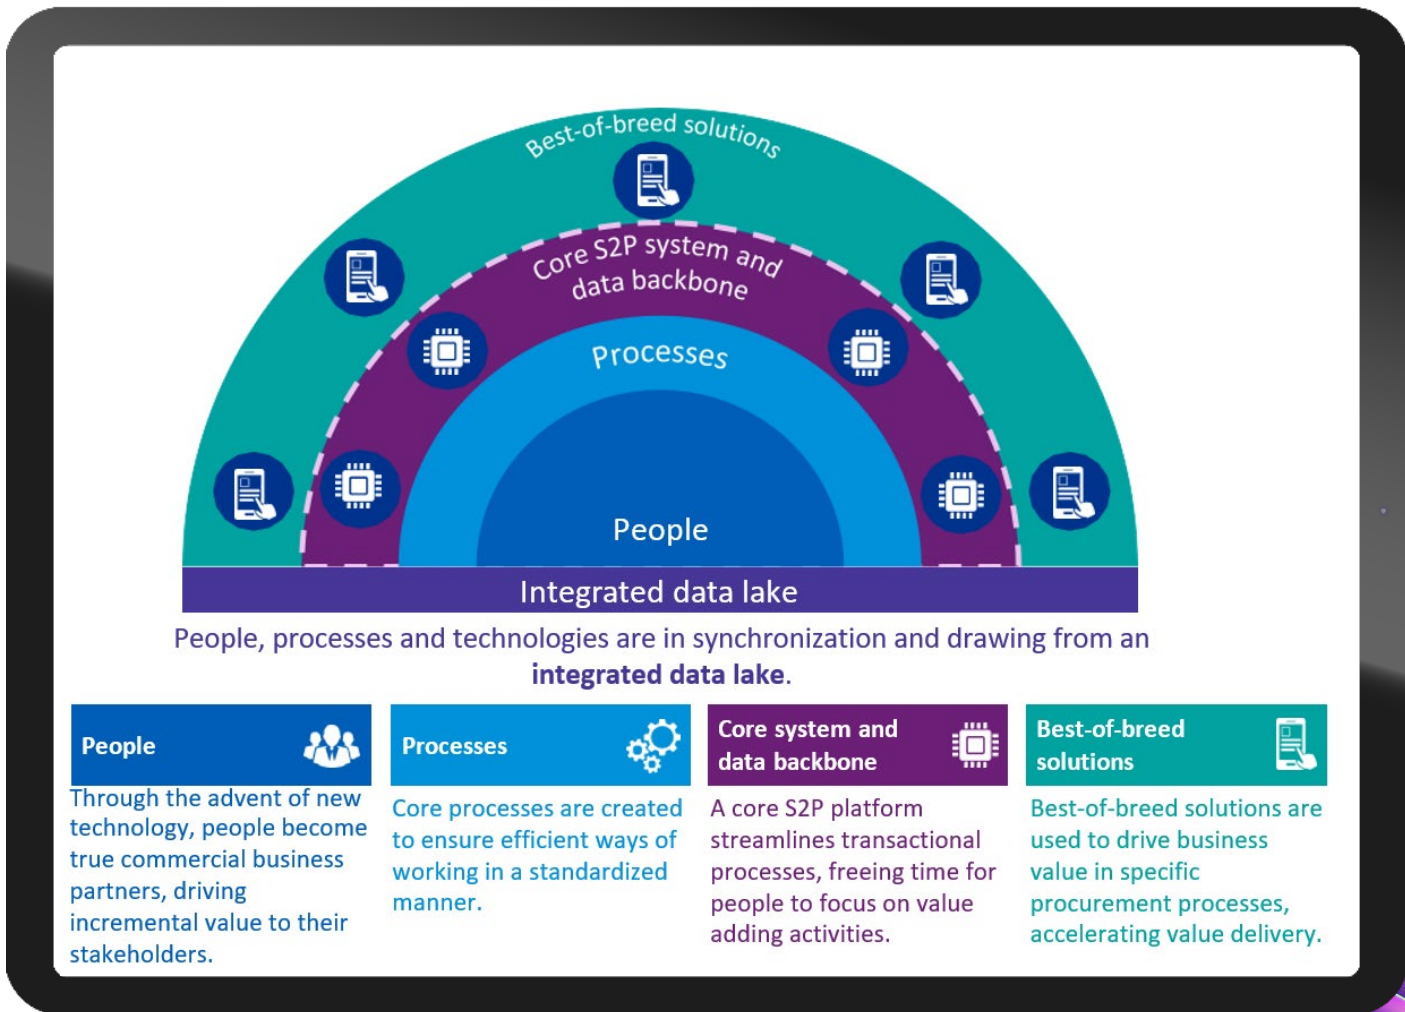 Best-of-breed solutions
Core S2P system and
data backbone
Processes
People
Integrated data lake
People, processes and technologies are in synchronization and drawing from an
integrated data lake.
People
Through the advent of new
technology, people become
true commercial business
partners, driving
incremental value to their
stakeholders.
Processes
Core processes are created
to ensure efficient ways of
working in a standardized
manner.
Core system and
data backbone
A core S2P platform
streamlines transactional
processes, freeing time for
people to focus on value
adding activities.
Best-of-breed
solutions
Best-of-breed solutions are
used to drive business
value in specific
procurement processes,
accelerating value delivery.